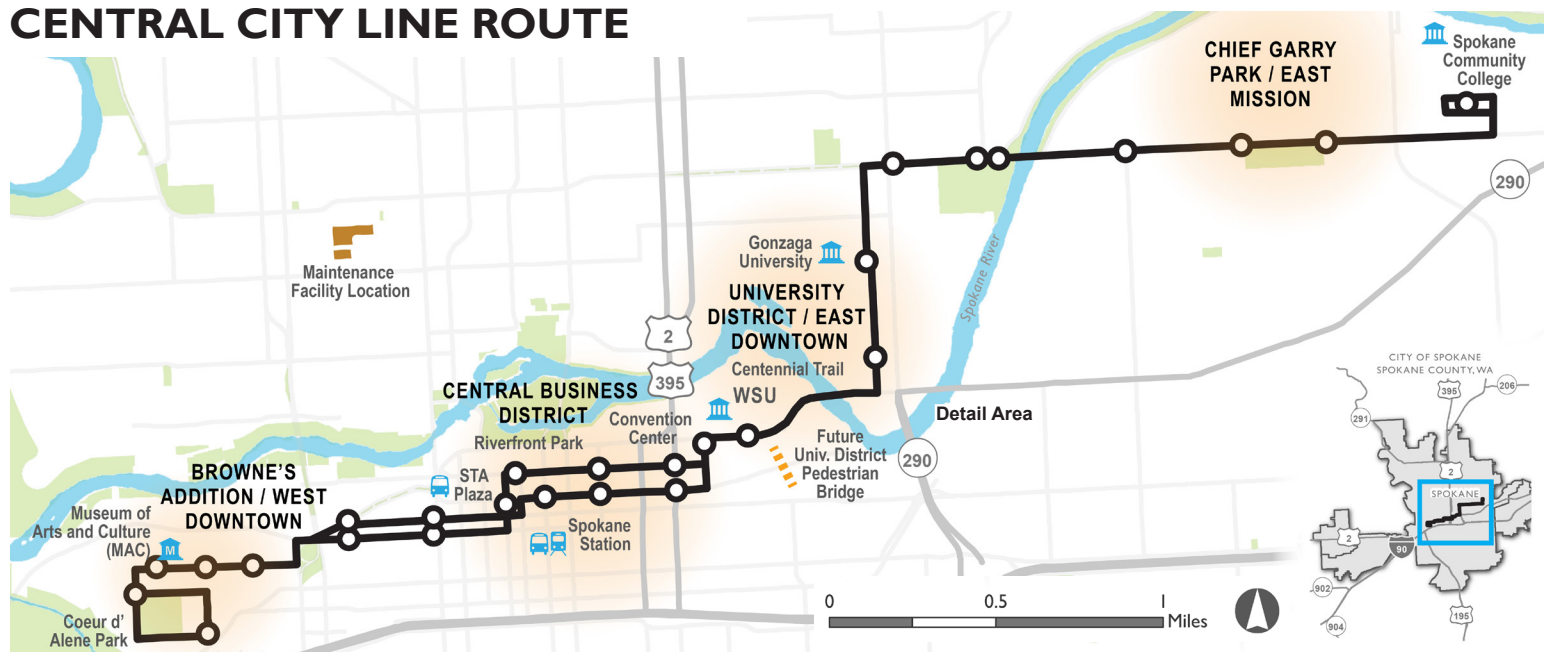 CENTRAL CITY LINE ROUTE
CHIEF GARRY
PARK / EAST
MISSION
Spokane
Community
College
290
Maintenance
Facility Location
Gonzaga
University
Spokane River
UNIVERSITY
DISTRICT / EAST
DOWNTOWN
2
395
Centennial Trail
WSU
CENTRAL BUSINESS
DISTRICT
Convention
Center
Riverfront Park
Detail Area
Future
Univ. District
Pedestrian
Bridge
290
STA
Plaza
BROWNE'S
ADDITION / WEST
DOWNTOWN
Museum of
Arts and Culture
(MAC)
M
Spokane
Station
Coeur d'
Alene Park
0
0.5
1
Miles
CITY OF SPOKANE
SPOKANE COUNTY, WA
395
206
291
2
SPOKANE
2
90
902
904
195